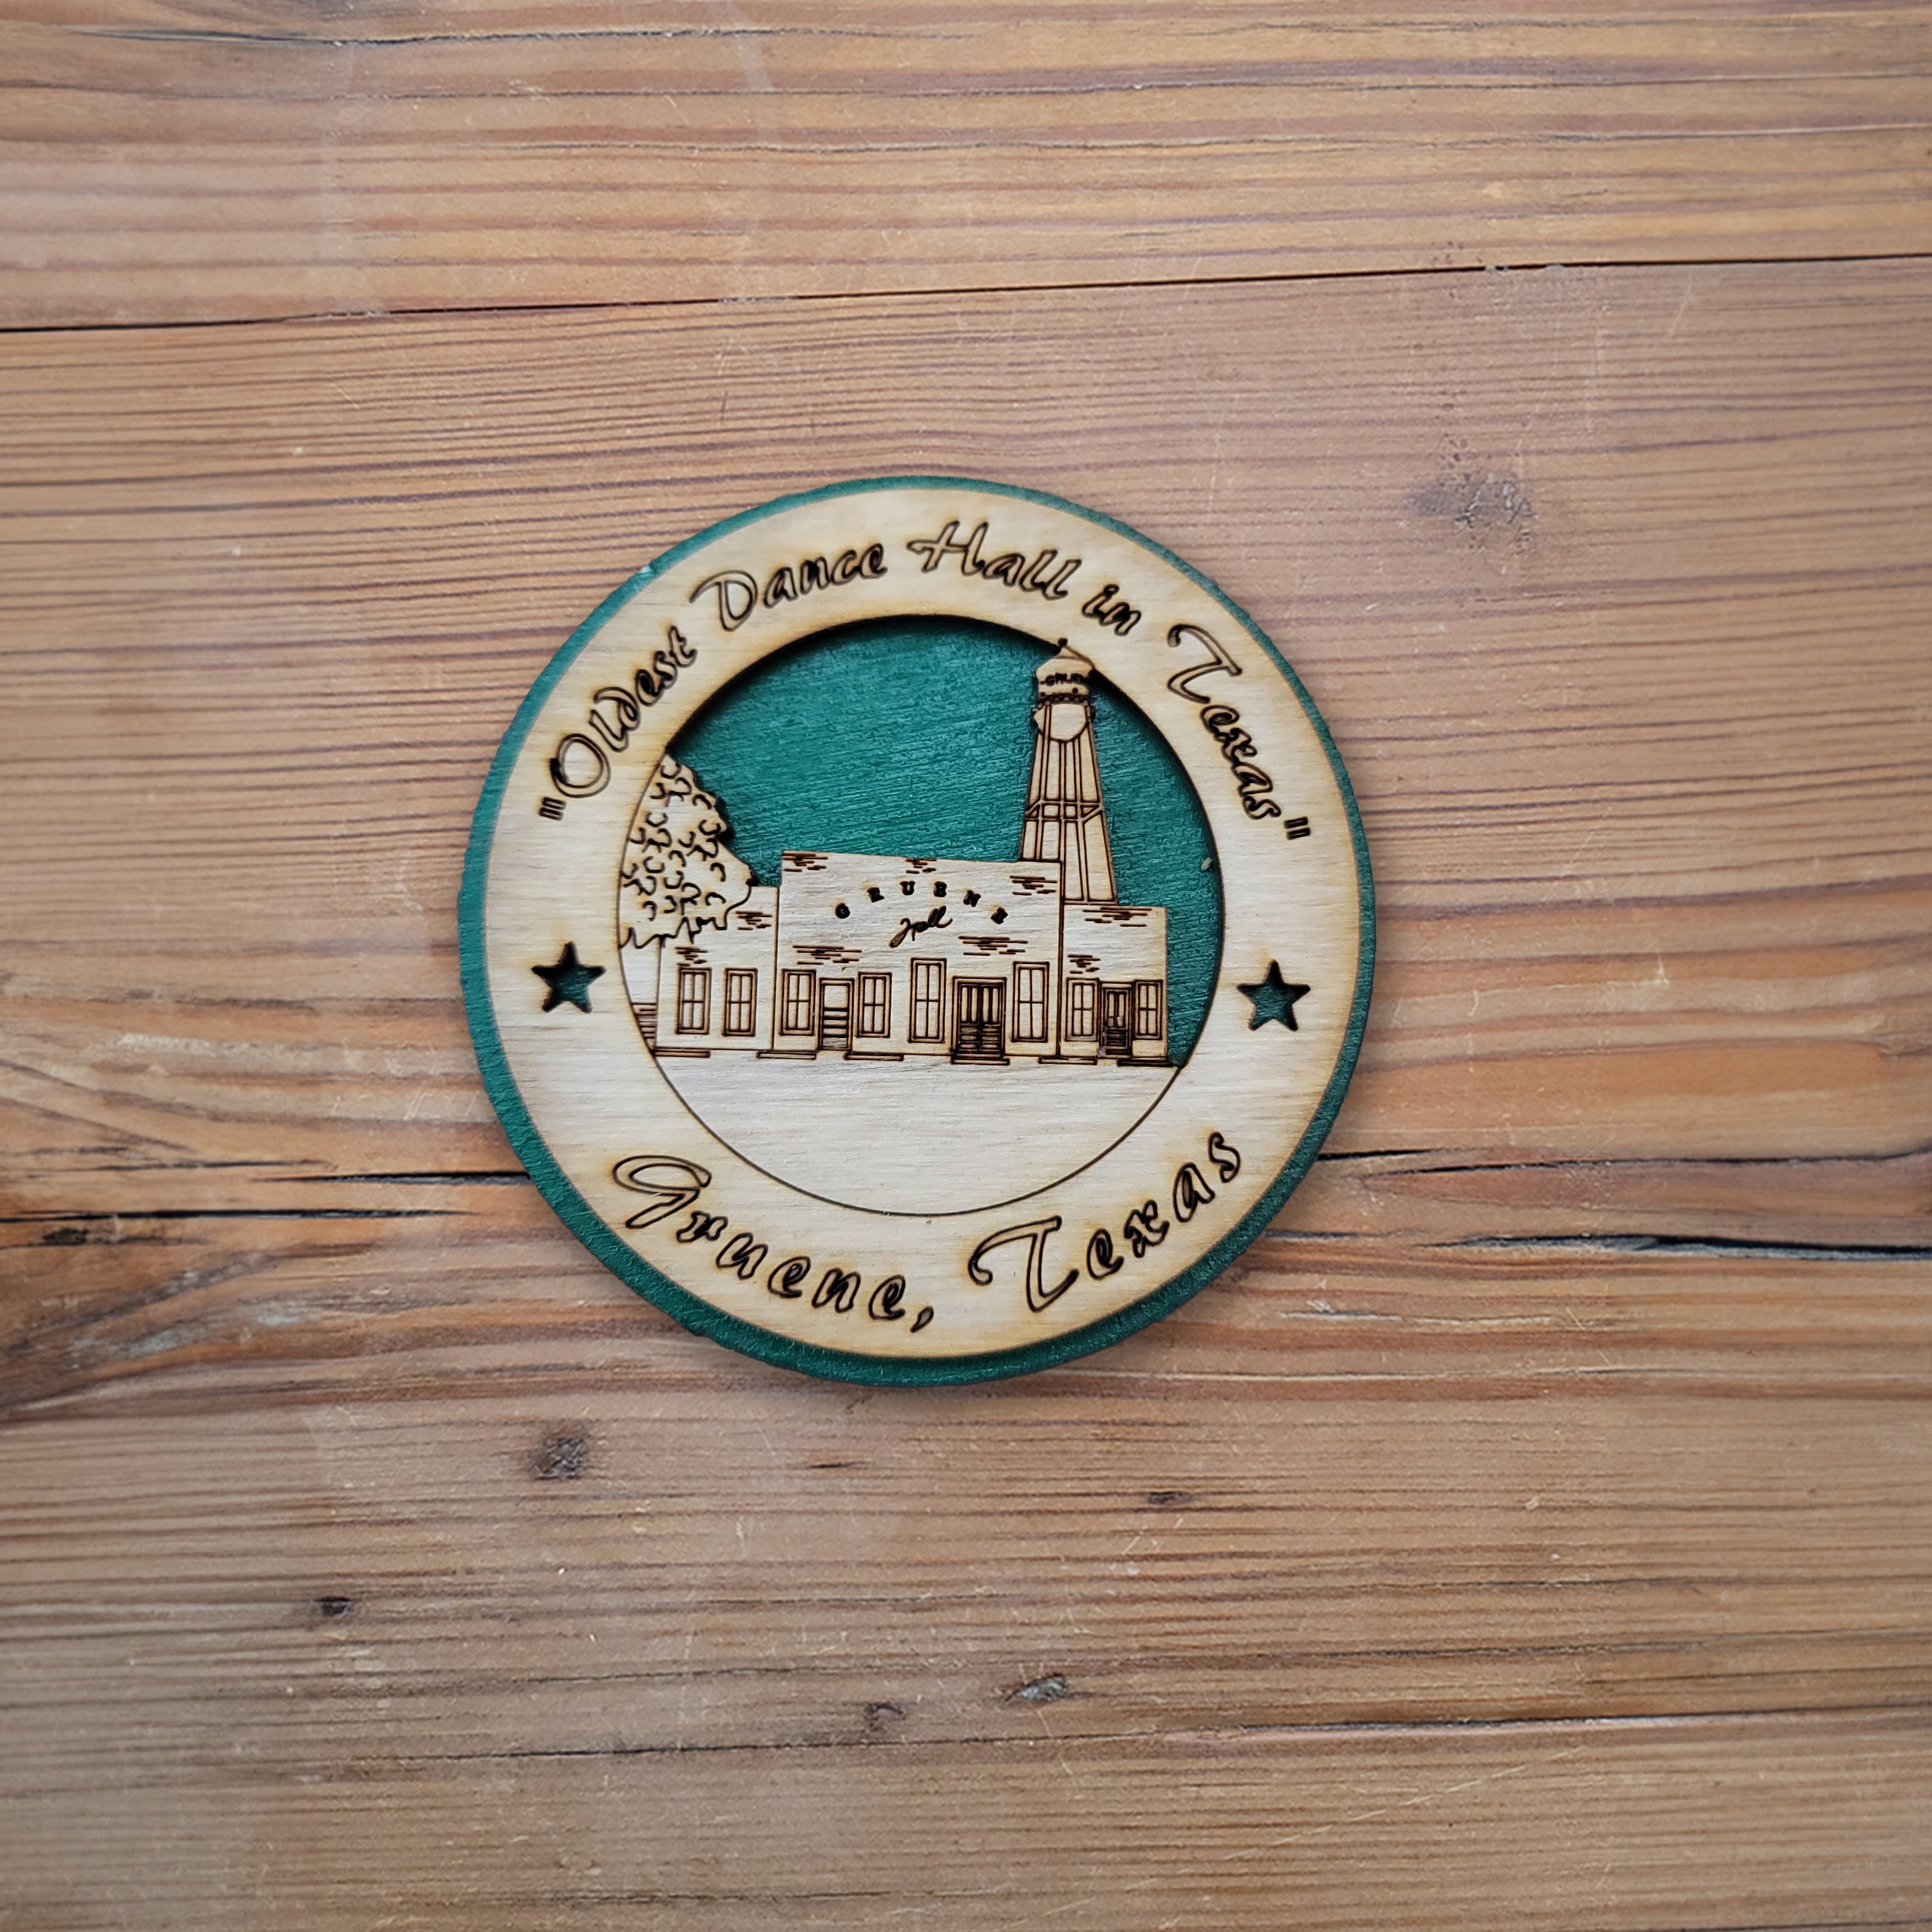 "Oldest Dance Hall in Texas"
GRUENE
Hall
Gruene, Texas